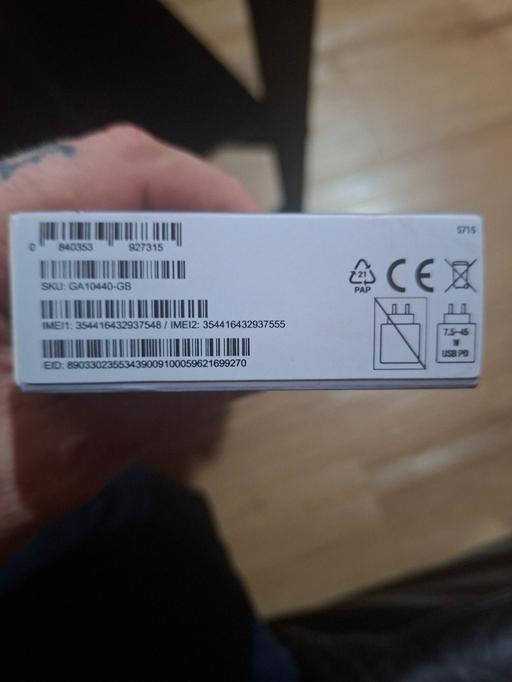 S715
0 840353 927315
SKU: GA10440-GB
IMEI1: 354416432937548 / IMEI2: 354416432937555
EID: 89033023553439009100059621699270
21
PAP
CE
7.5-45
W
USB PD